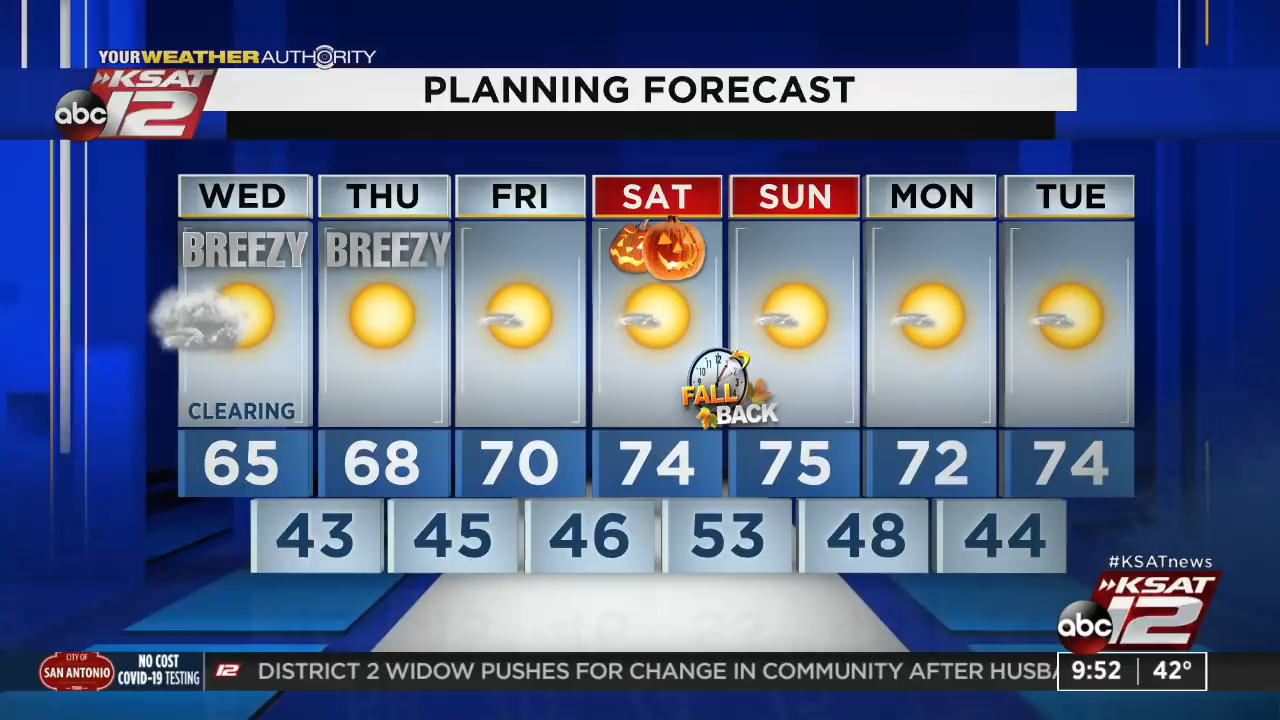 YOURWEATHERAUTHORITY
KSAT
abc 12
PLANNING FORECAST
WED THU FRI SAT SUN MON TUE
BREEZY BREEZY
CLEARING
FALL
BACK
65 68 70 74 75 72 74
43 45 46 53 48 44
#KSATnews
KSAT
abc 12
CITY OF
SAN ANTONIO
TEXAS
NO COST
COVID-19 TESTING
12 DISTRICT 2 WIDOW PUSHES FOR CHANGE IN COMMUNITY AFTER HUSBA
9:52 42°